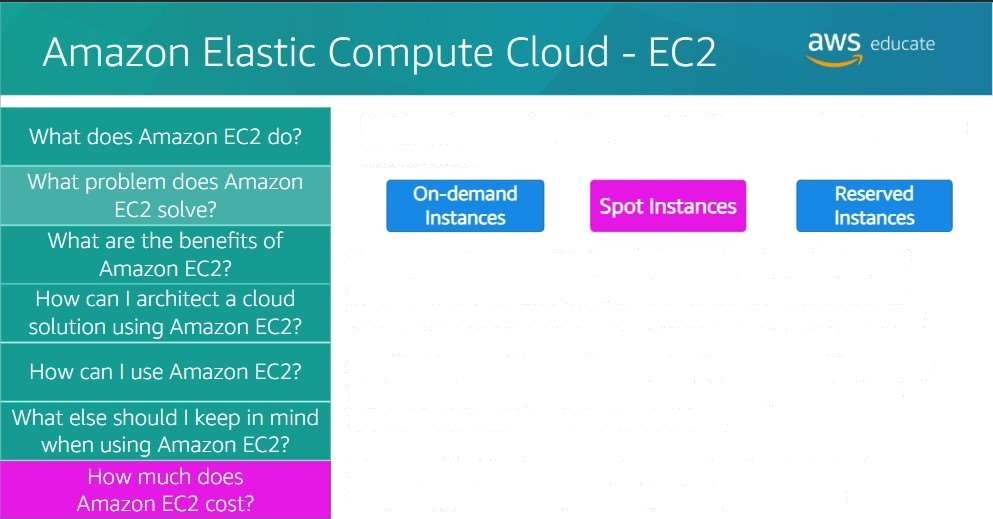 Amazon Elastic Compute Cloud - EC2
aws educate
What does Amazon EC2 do?
What problem does Amazon
EC2 solve?
What are the benefits of
Amazon EC2?
How can I architect a cloud
solution using Amazon EC2?
How can I use Amazon EC2?
What else should I keep in mind
when using Amazon EC2?
How much does
Amazon EC2 cost?
On-demand
Instances
Spot Instances
Reserved
Instances